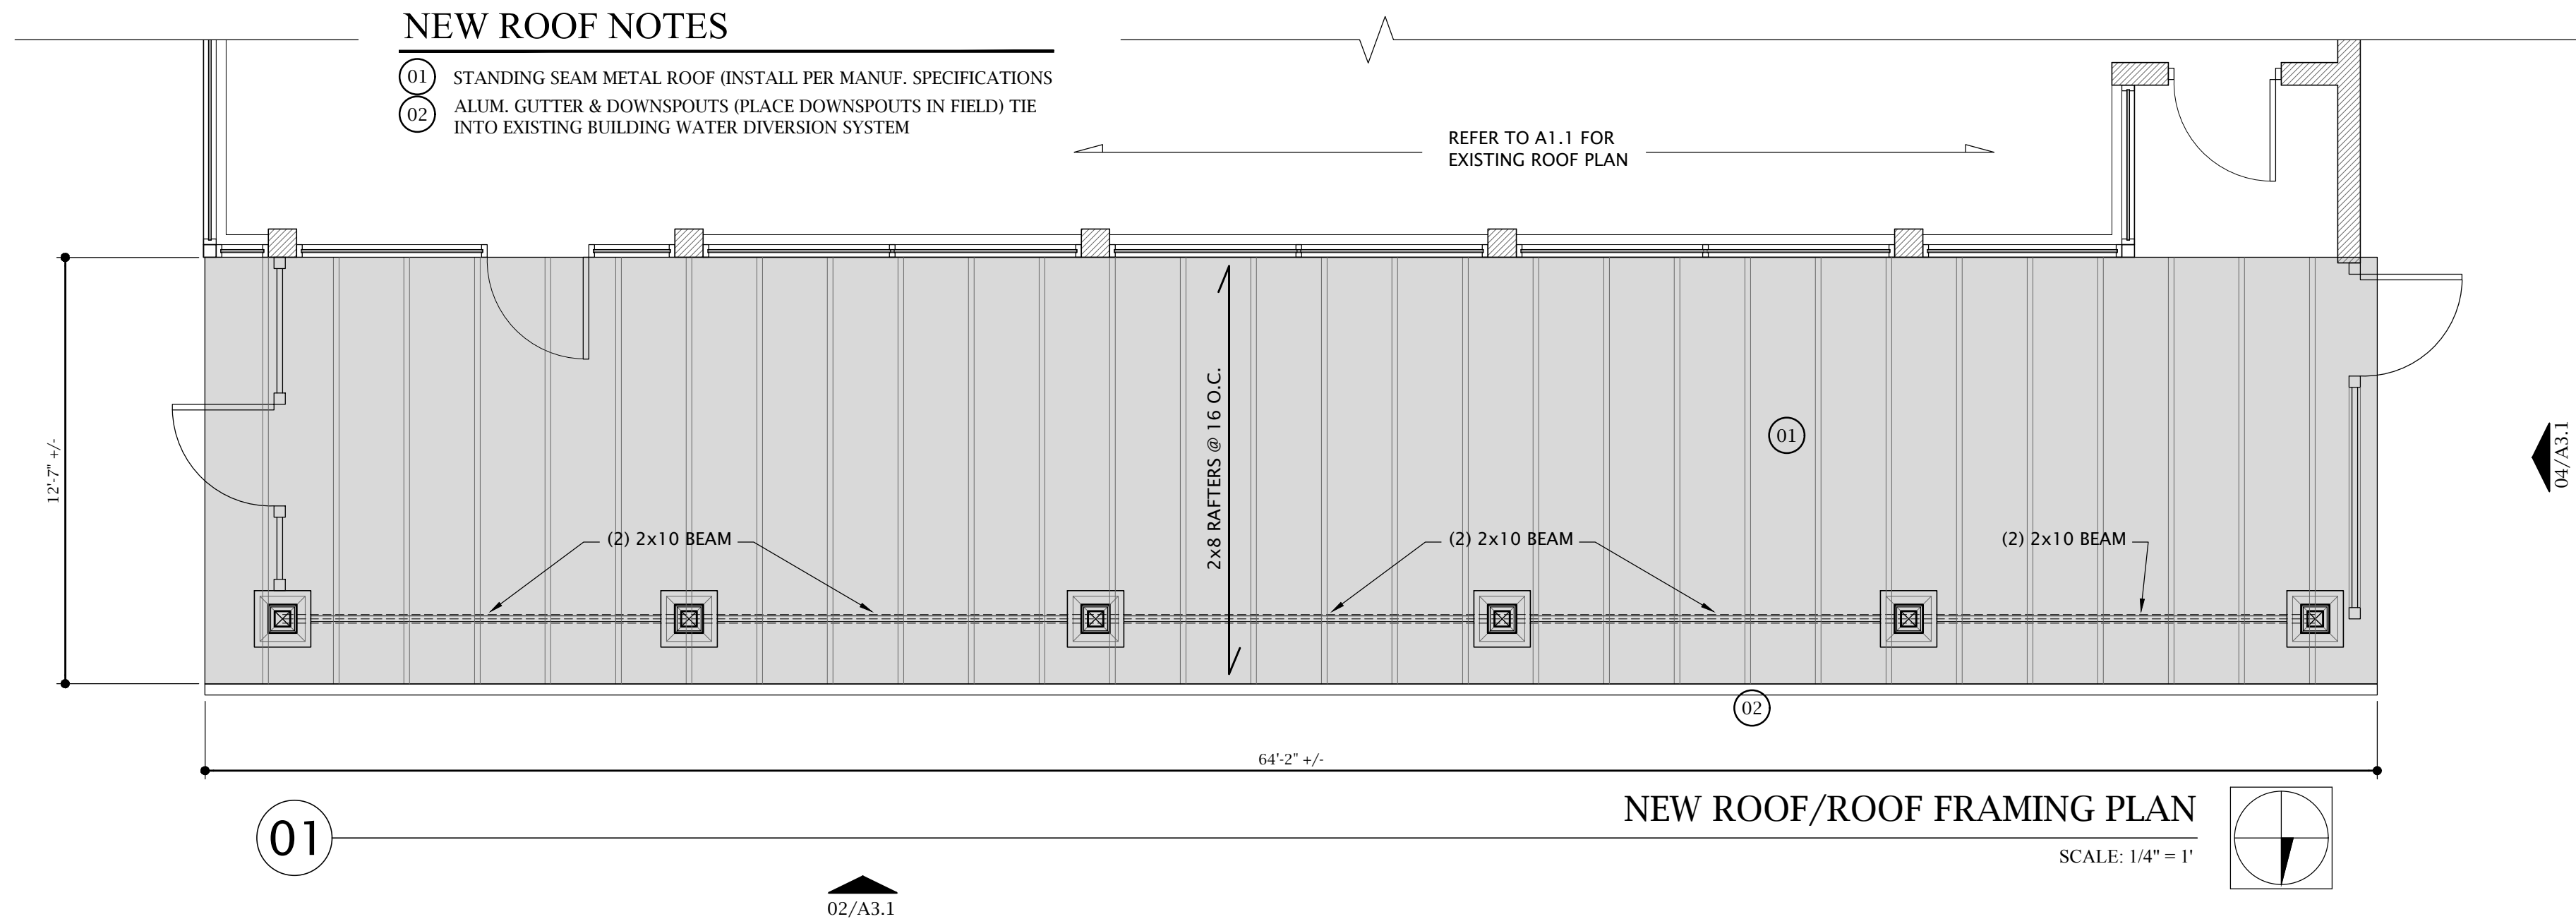 NEW ROOF NOTES
01 STANDING SEAM METAL ROOF (INSTALL PER MANUF. SPECIFICATIONS
02 ALUM. GUTTER & DOWNSPOUTS (PLACE DOWNSPOUTS IN FIELD) TIE
INTO EXISTING BUILDING WATER DIVERSION SYSTEM
REFER TO A1.1 FOR
EXISTING ROOF PLAN
12'-7" +/-
2x8 RAFTERS @ 16 O.C.
01
04/A3.1
(2) 2x10 BEAM
(2) 2x10 BEAM
(2) 2x10 BEAM
02
64'-2" +/-
01
NEW ROOF/ROOF FRAMING PLAN
SCALE: 1/4" = 1'
02/A3.1